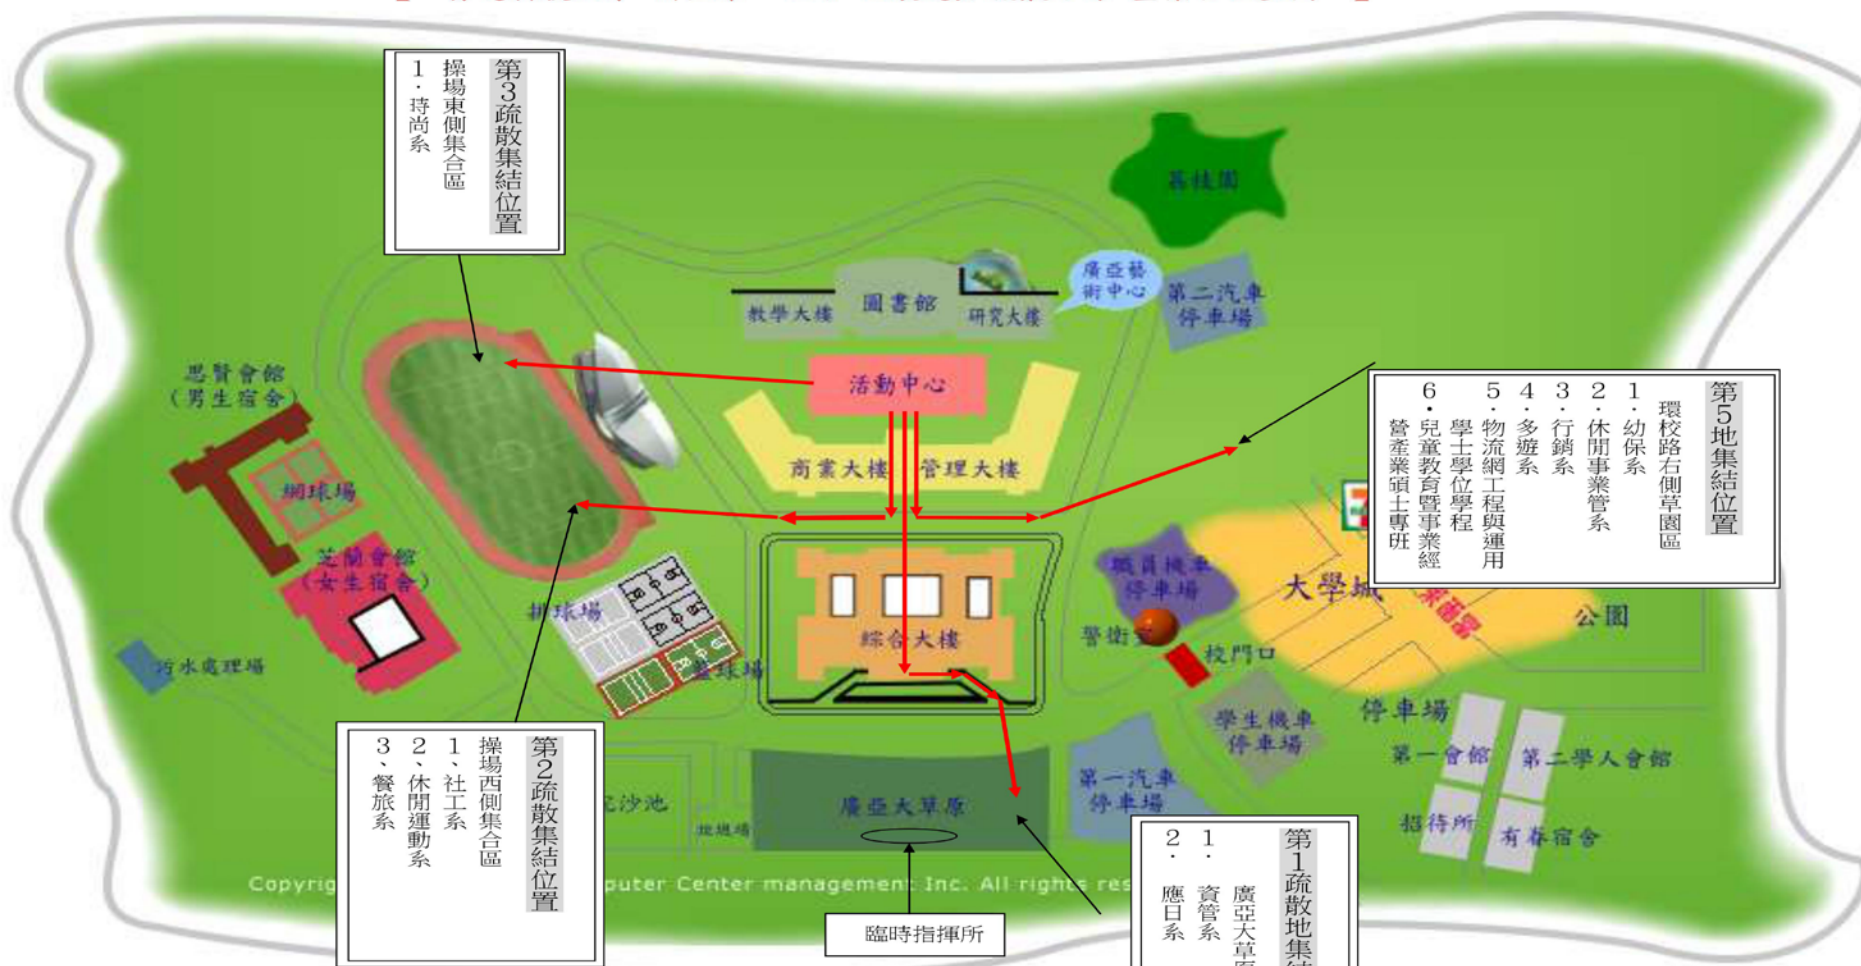 第3疏散集結位置
操場東側集合區
1．時尚系
圖書館
教學大樓
研究大樓
廣亞藝
術中心
第二汽車
停車場
思賢會館
（男生宿舍）
活動中心
第5地集結位置
環校路右側草園區
1．幼保系
2．休閒事業管系
3．行銷系
4．多遊系
5．物流網工程與運用
學士學位學程
6．兒童教育暨事業經
營產業碩士專班
商業大樓
管理大樓
網球場
芝蘭會館
（女生宿舍）
排球場
職員機車
停車場
大學城
公園
警衛室
校門口
綜合大樓
籃球場
污水處理場
學生機車
停車場
停車場
第一會館
第二學人會館
第2疏散集結位置
操場西側集合區
1、社工系
2、休閒運動系
3、餐旅系
沙池
廣亞大草原
第一汽車
停車場
招待所
有眷宿舍
第1疏散地集結
廣亞大草原
1．資管系
2．應日系
Copyrig
puter Center management Inc. All rights res
臨時指揮所